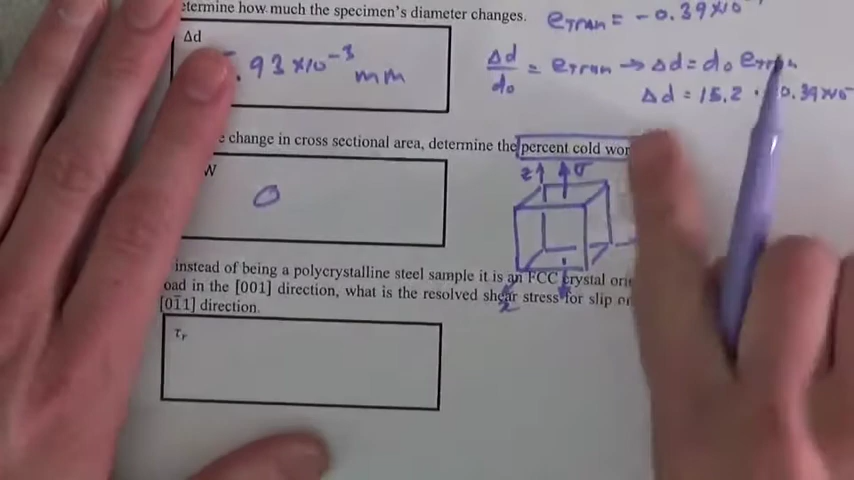 etermine how much the specimen's diameter changes.
e_TRAN = -0.39×10
Δd
.93×10⁻³ mm
Δd/d₀ = e_TRAN → Δd = d₀ e_TRAN
Δd = 15.2 · 0.39×10⁻
change in cross sectional area, determine the percent cold wor
W
0
z σ
instead of being a polycrystalline steel sample it is an FCC crystal ori
oad in the [001] direction, what is the resolved shear stress for slip
[01̄1] direction.
τᵣ